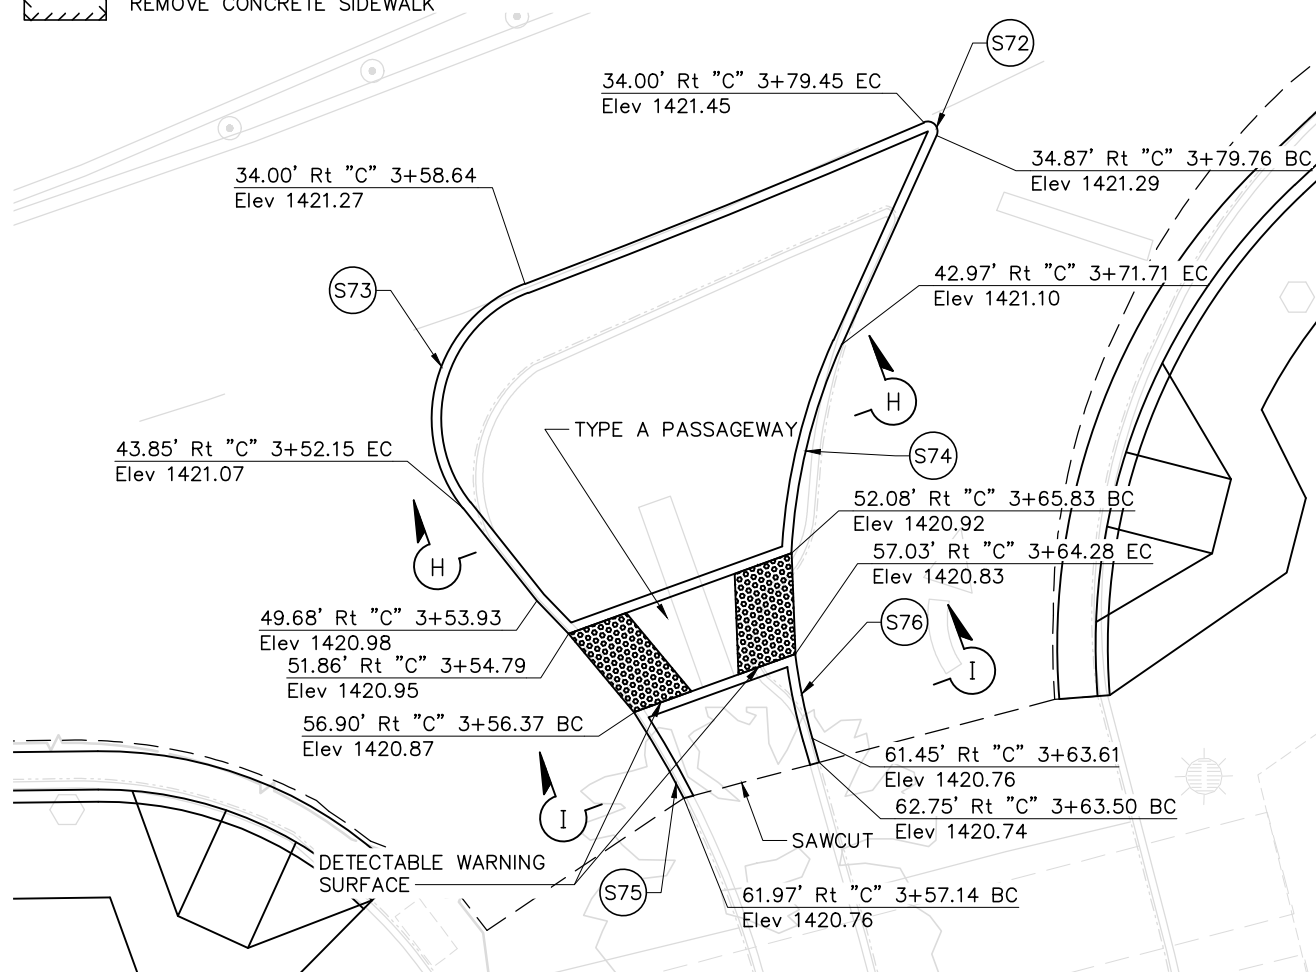 REMOVE CONCRETE SIDEWALK
S72
34.00' Rt "C" 3+79.45 EC
Elev 1421.45
34.87' Rt "C" 3+79.76 BC
Elev 1421.29
34.00' Rt "C" 3+58.64
Elev 1421.27
S73
42.97' Rt "C" 3+71.71 EC
Elev 1421.10
H
TYPE A PASSAGEWAY
43.85' Rt "C" 3+52.15 EC
Elev 1421.07
S74
52.08' Rt "C" 3+65.83 BC
Elev 1420.92
H
57.03' Rt "C" 3+64.28 EC
Elev 1420.83
49.68' Rt "C" 3+53.93
Elev 1420.98
S76
51.86' Rt "C" 3+54.79
Elev 1420.95
I
56.90' Rt "C" 3+56.37 BC
Elev 1420.87
61.45' Rt "C" 3+63.61
Elev 1420.76
62.75' Rt "C" 3+63.50 BC
Elev 1420.74
I
SAWCUT
DETECTABLE WARNING
SURFACE
S75
61.97' Rt "C" 3+57.14 BC
Elev 1420.76